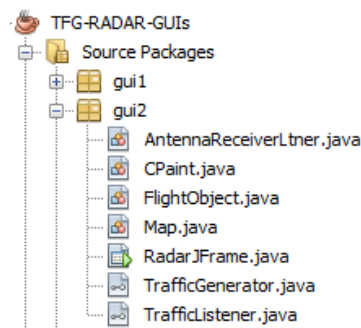 TFG-RADAR-GUIs
Source Packages
gui1
gui2
AntennaReceiverLtner.java
CPaint.java
FlightObject.java
Map.java
RadarJFrame.java
TrafficGenerator.java
TrafficListener.java